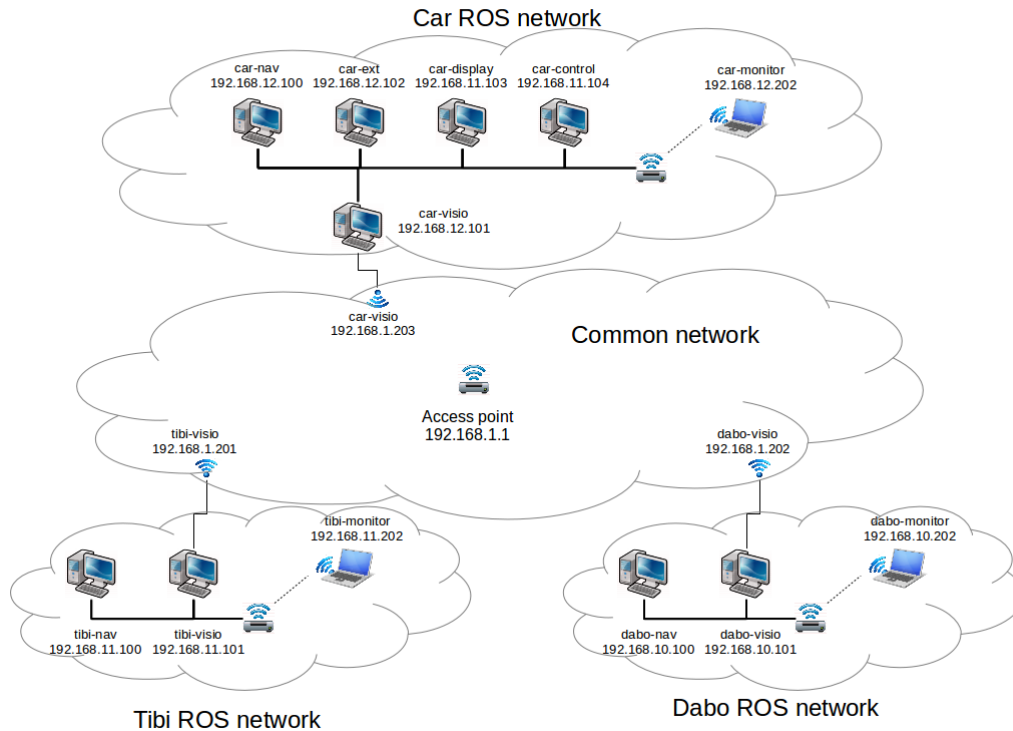 Car ROS network
car-nav
192.168.12.100
car-ext
192.168.12.102
car-display
192.168.11.103
car-control
192.168.11.104
car-monitor
192.168.12.202
car-visio
192.168.12.101
car-visio
192.168.1.203
Common network
Access point
192.168.1.1
tibi-visio
192.168.1.201
dabo-visio
192.168.1.202
tibi-monitor
192.168.11.202
dabo-monitor
192.168.10.202
tibi-nav
192.168.11.100
tibi-visio
192.168.11.101
dabo-nav
192.168.10.100
dabo-visio
192.168.10.101
Tibi ROS network
Dabo ROS network